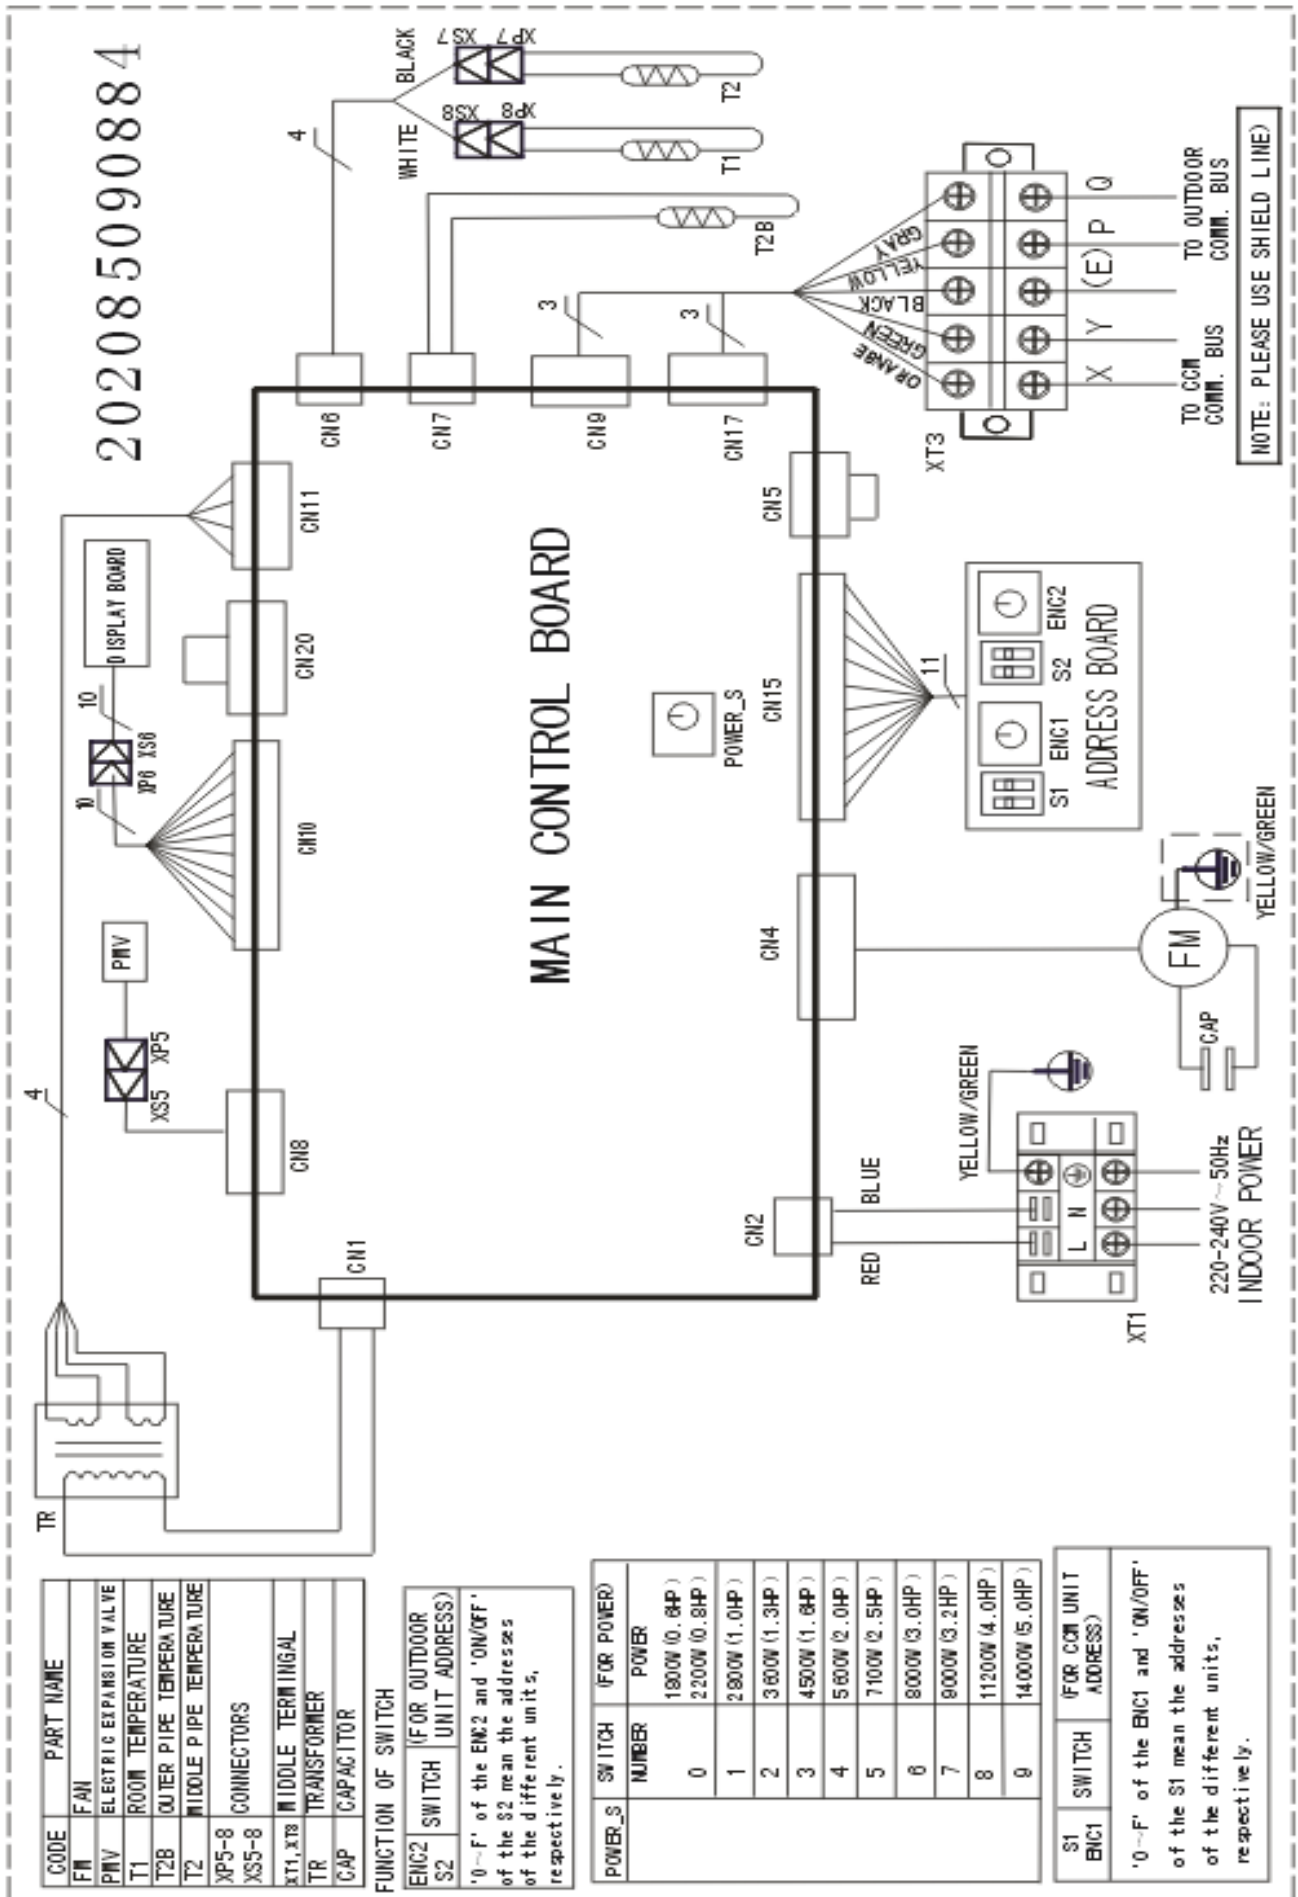 202085090884
CODE PART NAME
FM FAN
PMV ELECTRIC EXPANSION VALVE
T1 ROOM TEMPERATURE
T2B OUTER PIPE TEMPERATURE
T2 MIDDLE PIPE TEMPERATURE
XP5-8
XS5-8
CONNECTORS
XT1,XT3 MIDDLE TERMINGAL
TR TRANSFORMER
CAP CAPACITOR
FUNCTION OF SWITCH
ENC2
S2
SWITCH
(FOR OUTDOOR
UNIT ADDRESS)
'0~F' of the ENC2 and 'ON/OFF'
of the S2 mean the addresses
of the different units,
respectively.
POWER_S SWITCH (FOR POWER)
NUMBER POWER
0 1800W(0.6HP)
2200W(0.8HP)
1 2800W(1.0HP)
2 3600W(1.3HP)
3 4500W(1.6HP)
4 5600W(2.0HP)
5 7100W(2.5HP)
6 8000W(3.0HP)
7 9000W(3.2HP)
8 11200W(4.0HP)
9 14000W(5.0HP)
S1
ENC1
SWITCH
(FOR CCM UNIT
ADDRESS)
'0~F' of the ENC1 and 'ON/OFF'
of the S1 mean the addresses
of the different units,
respectively.
TR
4
XS5 XP5
PMV
10
XP6 XS6
10
DISPLAY BOARD
CN1
CN8
CN10
CN20
CN11
CN6
CN7
CN9
CN17
CN2
CN4
CN15
CN5
MAIN CONTROL BOARD
POWER_S
4
BLACK
WHITE
XS7 XP7
XS8 XP8
T2
T1
T2B
3
3
GRAY
YELLOW
BLACK
GREEN
ORANGE
XT3
X Y (E) P Q
TO CCM
COMM. BUS
TO OUTDOOR
COMM. BUS
NOTE: PLEASE USE SHIELD LINE)
11
S1 ENC1 S2 ENC2
ADDRESS BOARD
RED BLUE
YELLOW/GREEN
L N
XT1
220-240V~50Hz
INDOOR POWER
FM
CAP
YELLOW/GREEN